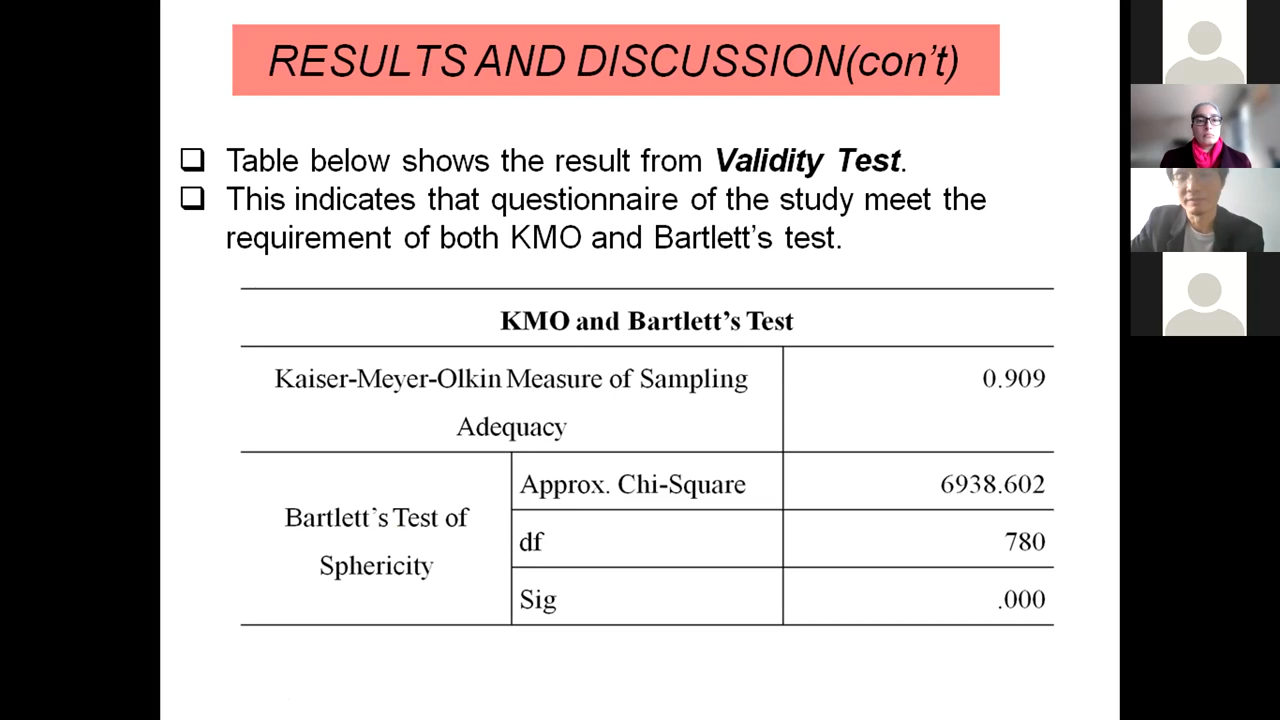 RESULTS AND DISCUSSION(con't)
Table below shows the result from Validity Test.
This indicates that questionnaire of the study meet the
requirement of both KMO and Bartlett's test.
KMO and Bartlett's Test
Kaiser-Meyer-Olkin Measure of Sampling
Adequacy
0.909
Bartlett's Test of
Sphericity
Approx. Chi-Square
6938.602
df
780
Sig
.000